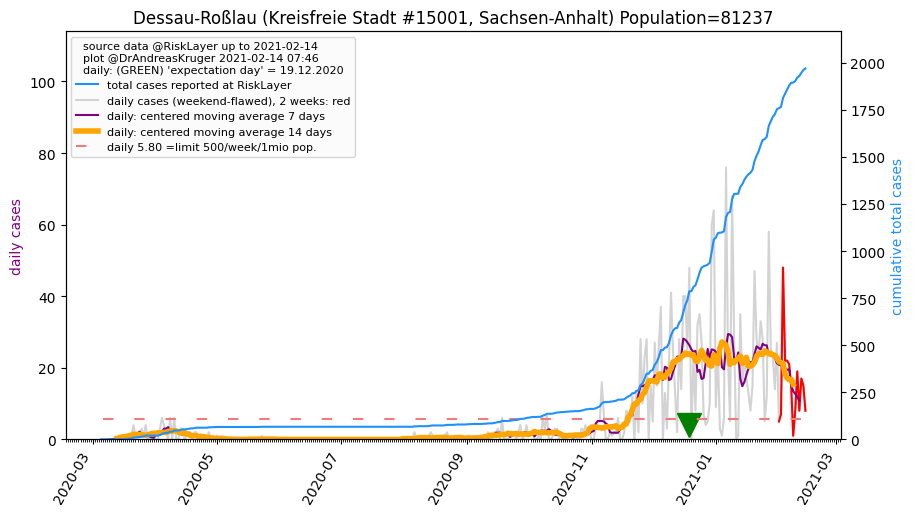 Dessau-Roßlau (Kreisfreie Stadt #15001, Sachsen-Anhalt) Population=81237
source data @RiskLayer up to 2021-02-14
plot @DrAndreasKruger 2021-02-14 07:46
daily: (GREEN) 'expectation day' = 19.12.2020
total cases reported at RiskLayer
daily cases (weekend-flawed), 2 weeks: red
daily: centered moving average 7 days
daily: centered moving average 14 days
daily 5.80 =limit 500/week/1mio pop.
daily cases
100
80
60
40
20
0
cumulative total cases
2000
1750
1500
1250
1000
750
500
250
0
2020-03
2020-05
2020-07
2020-09
2020-11
2021-01
2021-03